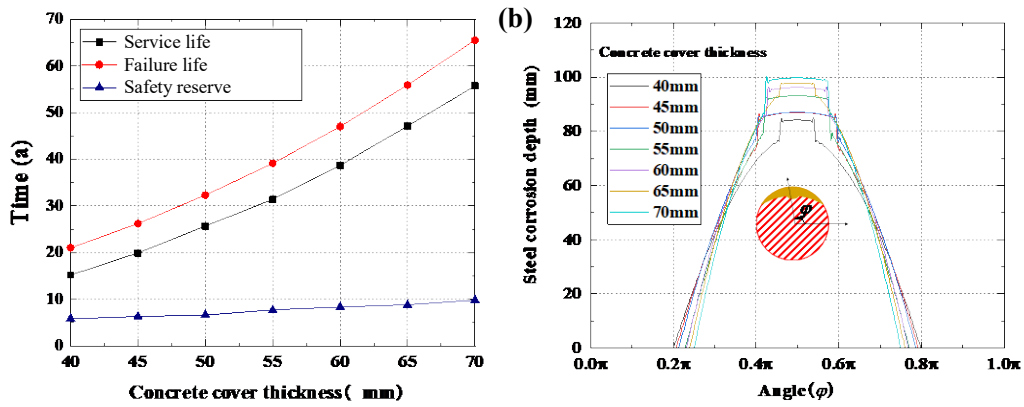 Service life
Failure life
Safety reserve
70
60
50
40
30
20
10
0
Time (a)
40 45 50 55 60 65 70
Concrete cover thickness( mm)
(b)
Concrete cover thickness
40mm
45mm
50mm
55mm
60mm
65mm
70mm
120
100
80
60
40
20
0
Steel corrosion depth (mm)
φ
0.0π 0.2π 0.4π 0.6π 0.8π 1.0π
Angle(φ)